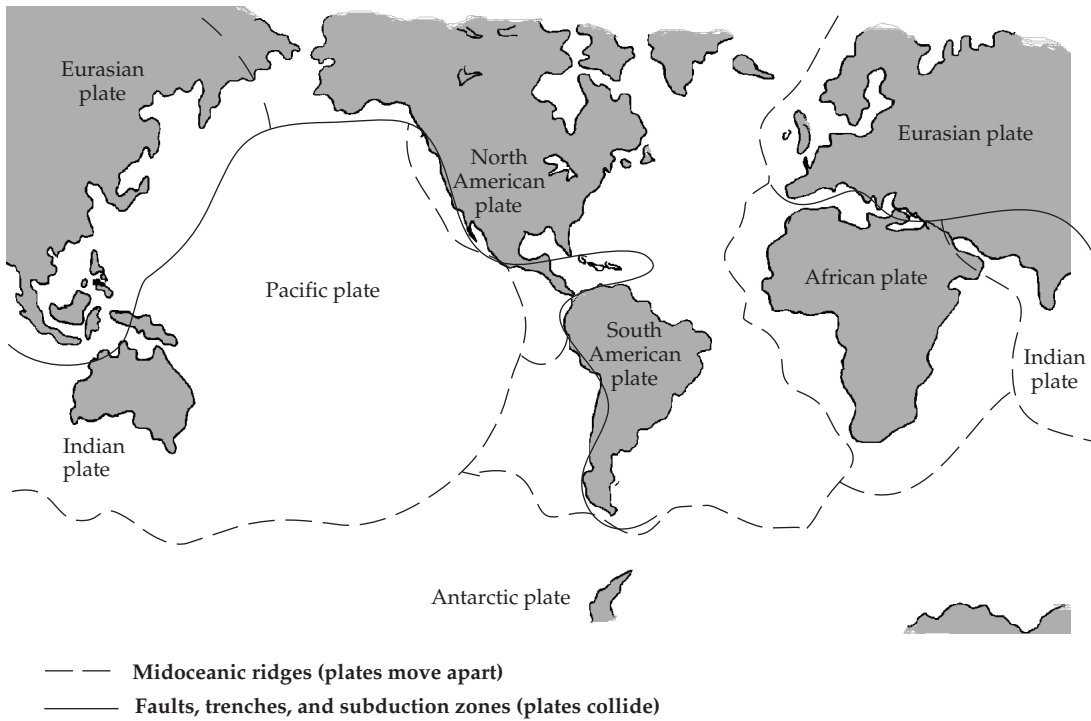 Eurasian
plate
Eurasian plate
North
American
plate
Pacific plate
African plate
South
American
plate
Indian
plate
Indian
plate
Antarctic plate
Midoceanic ridges (plates move apart)
Faults, trenches, and subduction zones (plates collide)